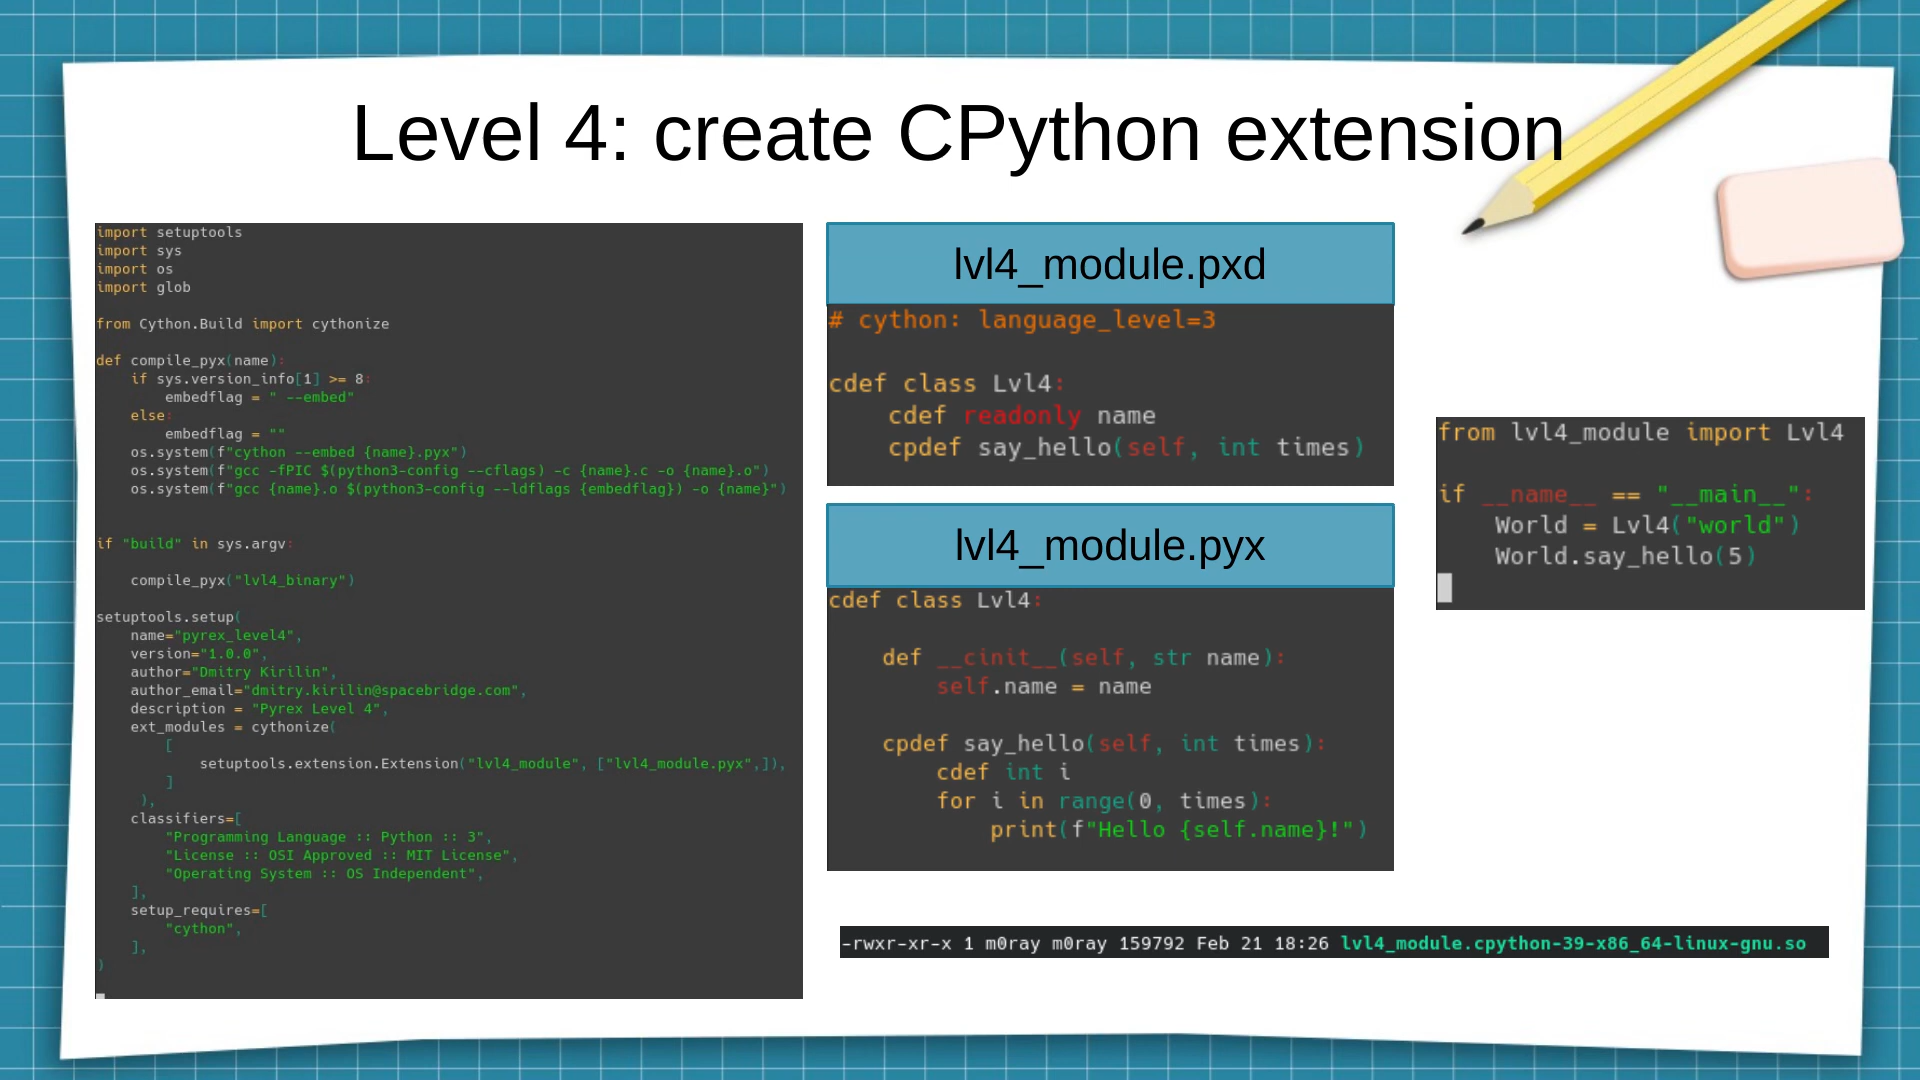 Level 4: create CPython extension
import setuptools
import sys
import os
import glob
from Cython.Build import cythonize
def compile_pyx(name):
    if sys.version_info[1] >= 8:
        embedflag = " --embed"
    else:
        embedflag = ""
    os.system(f"cython --embed {name}.pyx")
    os.system(f"gcc -fPIC $(python3-config --cflags) -c {name}.c -o {name}.o")
    os.system(f"gcc {name}.o $(python3-config --ldflags {embedflag}) -o {name}")
if "build" in sys.argv:
    compile_pyx("lvl4_binary")
setuptools.setup(
    name="pyrex_level4",
    version="1.0.0",
    author="Dmitry Kirilin",
    author_email="dmitry.kirilin@spacebridge.com",
    description = "Pyrex Level 4",
    ext_modules = cythonize(
        [
            setuptools.extension.Extension("lvl4_module", ["lvl4_module.pyx",]),
        ]
     ),
    classifiers=[
        "Programming Language :: Python :: 3",
        "License :: OSI Approved :: MIT License",
        "Operating System :: OS Independent",
    ],
    setup_requires=[
        "cython",
    ],
)
lvl4_module.pxd
# cython: language_level=3
cdef class Lvl4:
    cdef readonly name
    cpdef say_hello(self, int times)
lvl4_module.pyx
cdef class Lvl4:
    def __cinit__(self, str name):
        self.name = name
    cpdef say_hello(self, int times):
        cdef int i
        for i in range(0, times):
            print(f"Hello {self.name}!")
from lvl4_module import Lvl4
if __name__ == "__main__":
    World = Lvl4("world")
    World.say_hello(5)
-rwxr-xr-x 1 m0ray m0ray 159792 Feb 21 18:26 lvl4_module.cpython-39-x86_64-linux-gnu.so